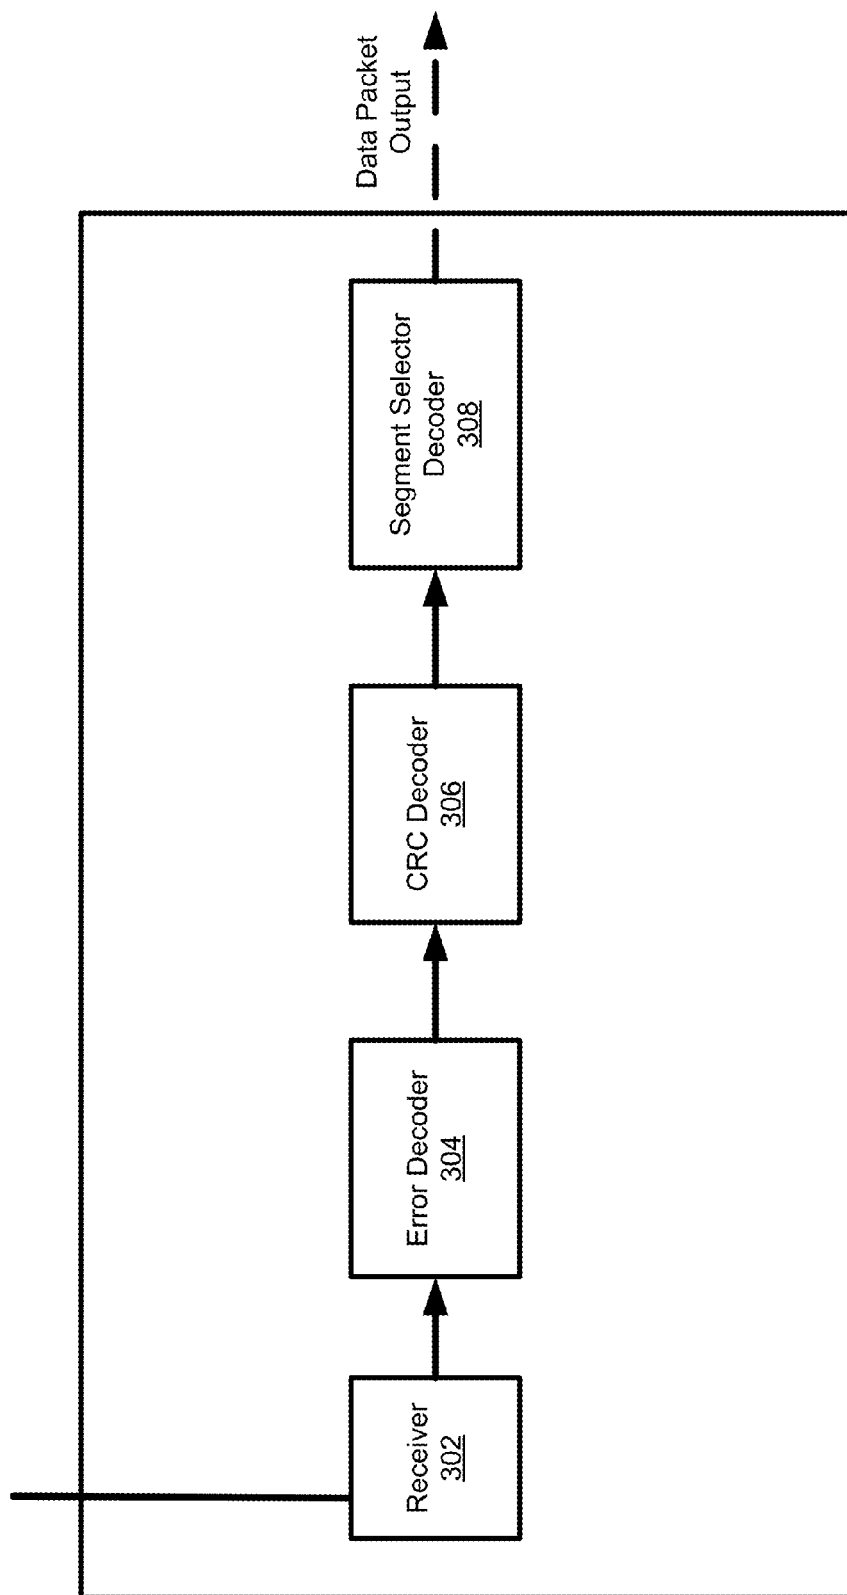 Receiver
302
Error Decoder
304
CRC Decoder
306
Segment Selector
Decoder
308
Data Packet
Output